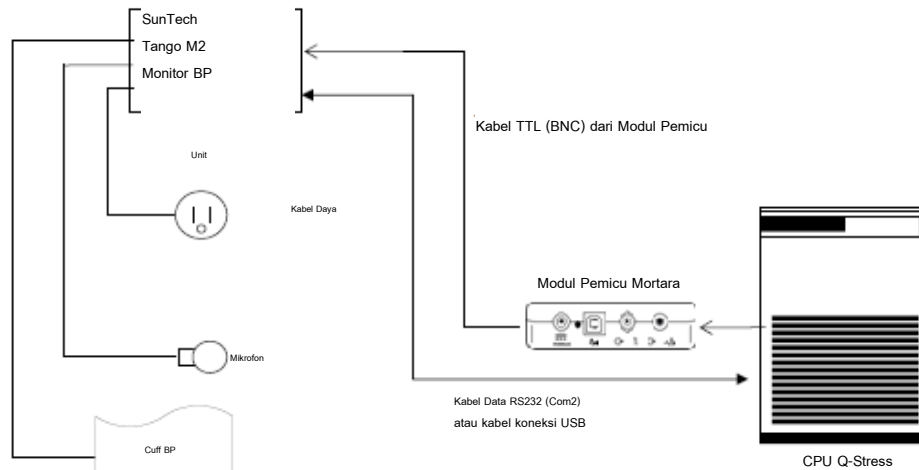 SunTech
Tango M2
Monitor BP
Kabel TTL (BNC) dari Modul Pemicu
Unit
Kabel Daya
Modul Pemicu Mortara
Mikrofon
Kabel Data RS232 (Com2)
atau kabel koneksi USB
Cuff BP
CPU Q-Stress